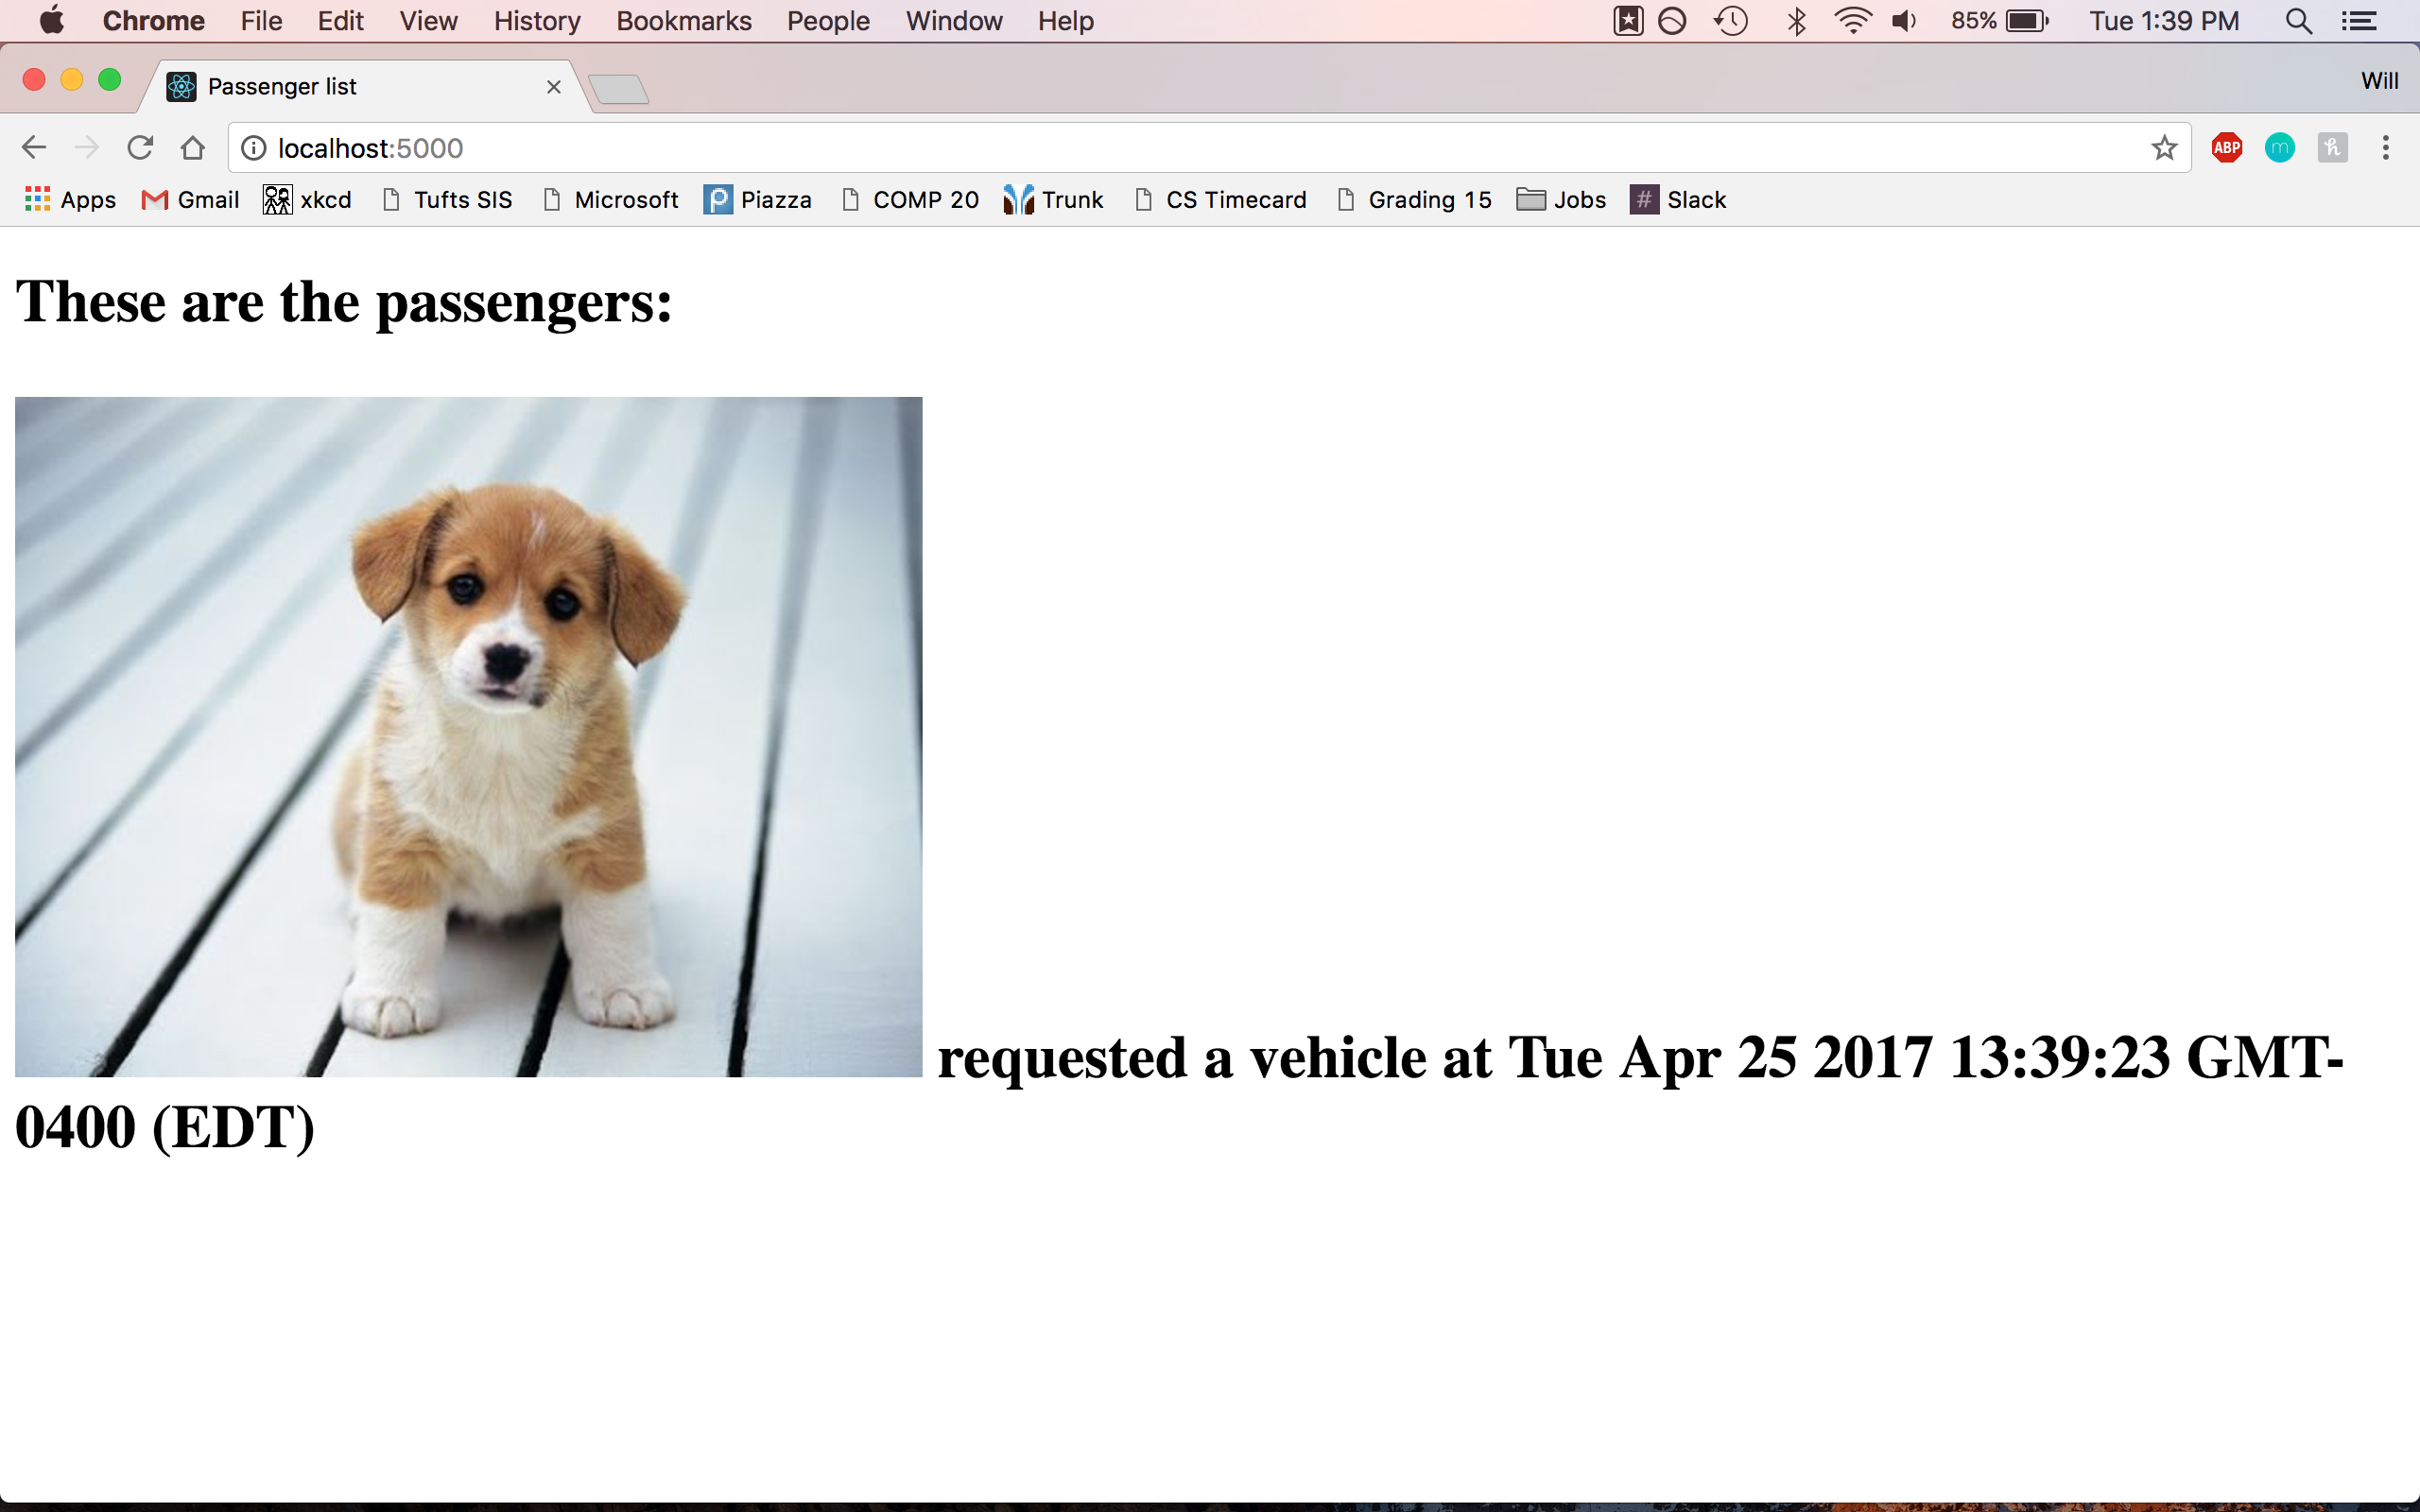 Chrome File Edit View History Bookmarks People Window Help 85% Tue 1:39 PM
Passenger list Will
localhost:5000 ABP m h
Apps Gmail xkcd Tufts SIS Microsoft P Piazza COMP 20 Trunk CS Timecard Grading 15 Jobs # Slack
These are the passengers:
requested a vehicle at Tue Apr 25 2017 13:39:23 GMT-
0400 (EDT)